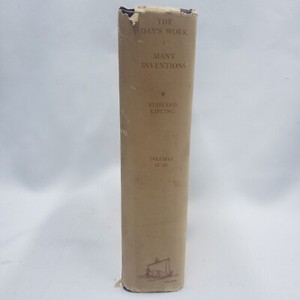 THE
DAY'S WORK
MANY
INVENTIONS
RUDYARD
KIPLING